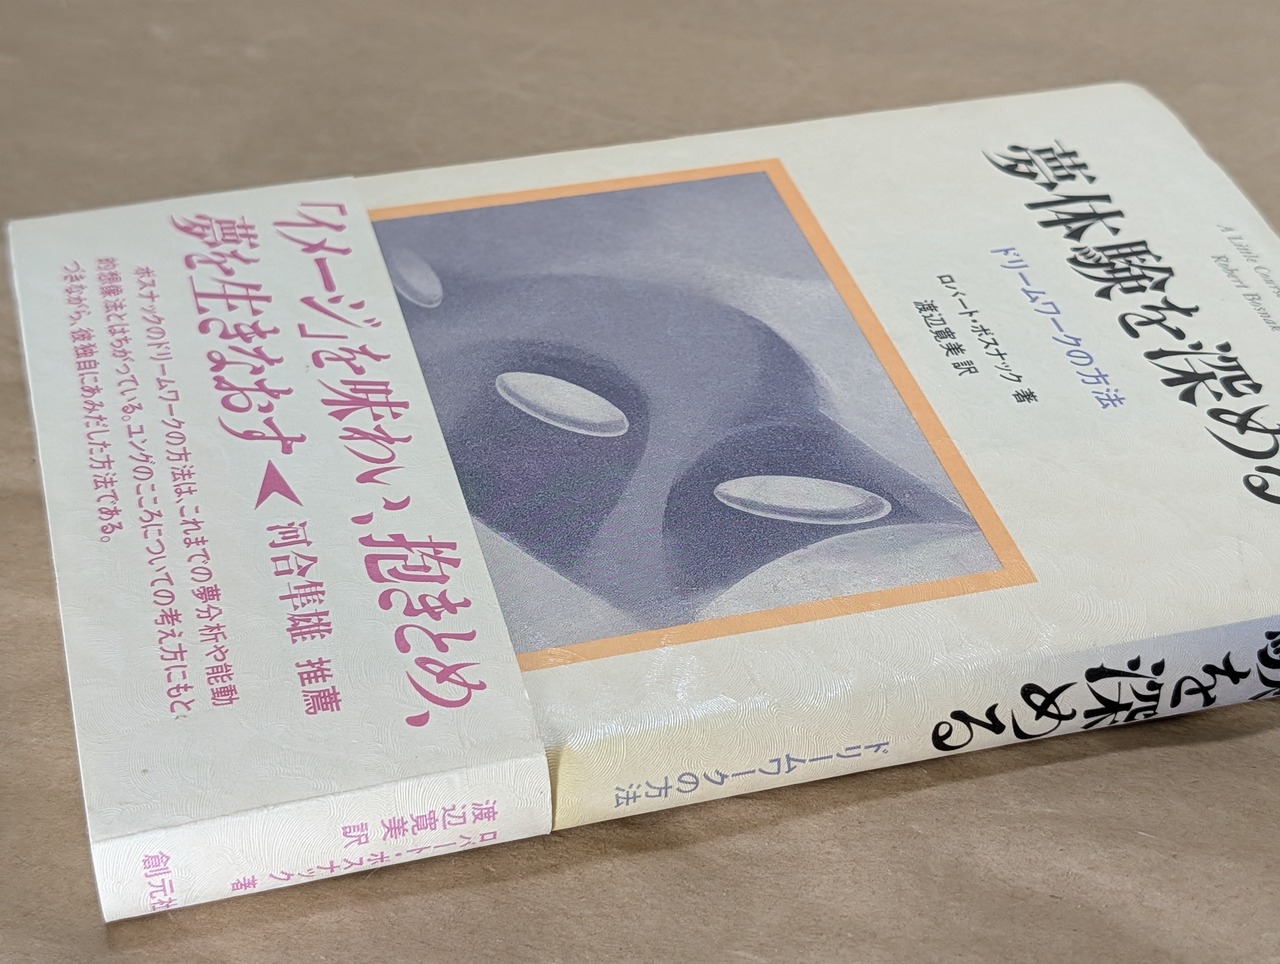 夢体験を深める
ドリームワークの方法
ロバート・ボスナック 著
渡辺寛美 訳
A Little Cour
Robert Bosnak
「イメージ」を味わい、抱きとめ、
夢を生きなおす
河合隼雄 推薦
ボスナックのドリームワークの方法は、これまでの夢分析や能動
的想像法とはちがっている。ユングのこころについての考え方にもと
づきながら、彼独自にあみだした方法である。
を深める
ドリームワークの方法
ロバート・ボスナック 著
渡辺寛美 訳
創元社